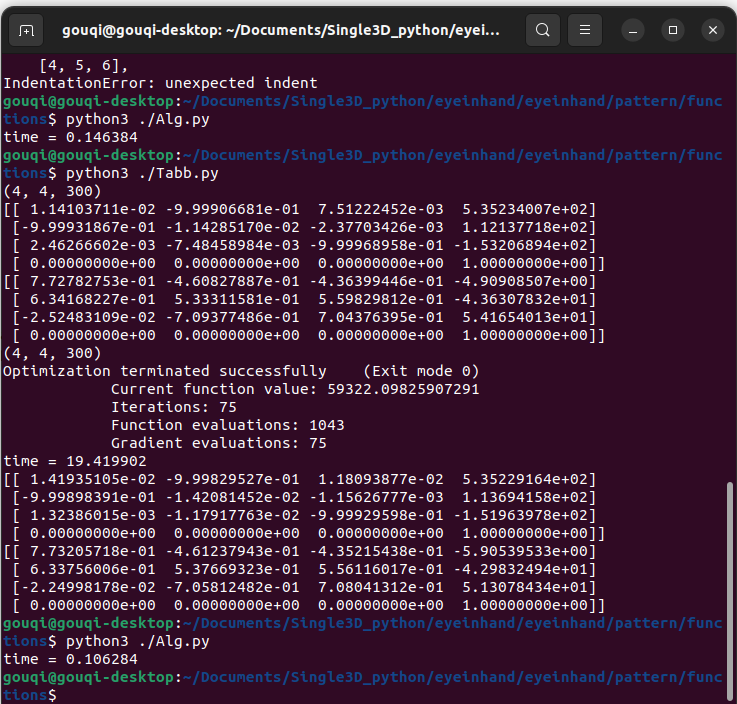 gouqi@gouqi-desktop: ~/Documents/Single3D_python/eyei...
    [4, 5, 6],
IndentationError: unexpected indent
gouqi@gouqi-desktop:~/Documents/Single3D_python/eyeinhand/eyeinhand/pattern/func
tions$ python3 ./Alg.py
time = 0.146384
gouqi@gouqi-desktop:~/Documents/Single3D_python/eyeinhand/eyeinhand/pattern/func
tions$ python3 ./Tabb.py
(4, 4, 300)
[[ 1.14103711e-02 -9.99906681e-01  7.51222452e-03  5.35234007e+02]
 [-9.99931867e-01 -1.14285170e-02 -2.37703426e-03  1.12137718e+02]
 [ 2.46266602e-03 -7.48458984e-03 -9.99968958e-01 -1.53206894e+02]
 [ 0.00000000e+00  0.00000000e+00  0.00000000e+00  1.00000000e+00]]
[[ 7.72782753e-01 -4.60827887e-01 -4.36399446e-01 -4.90908507e+00]
 [ 6.34168227e-01  5.33311581e-01  5.59829812e-01 -4.36307832e+01]
 [-2.52483109e-02 -7.09377486e-01  7.04376395e-01  5.41654013e+01]
 [ 0.00000000e+00  0.00000000e+00  0.00000000e+00  1.00000000e+00]]
(4, 4, 300)
Optimization terminated successfully    (Exit mode 0)
            Current function value: 59322.09825907291
            Iterations: 75
            Function evaluations: 1043
            Gradient evaluations: 75
time = 19.419902
[[ 1.41935105e-02 -9.99829527e-01  1.18093877e-02  5.35229164e+02]
 [-9.99898391e-01 -1.42081452e-02 -1.15626777e-03  1.13694158e+02]
 [ 1.32386015e-03 -1.17917763e-02 -9.99929598e-01 -1.51963978e+02]
 [ 0.00000000e+00  0.00000000e+00  0.00000000e+00  1.00000000e+00]]
[[ 7.73205718e-01 -4.61237943e-01 -4.35215438e-01 -5.90539533e+00]
 [ 6.33756006e-01  5.37669323e-01  5.56116017e-01 -4.29832494e+01]
 [-2.24998178e-02 -7.05812482e-01  7.08041312e-01  5.13078434e+01]
 [ 0.00000000e+00  0.00000000e+00  0.00000000e+00  1.00000000e+00]]
gouqi@gouqi-desktop:~/Documents/Single3D_python/eyeinhand/eyeinhand/pattern/func
tions$ python3 ./Alg.py
time = 0.106284
gouqi@gouqi-desktop:~/Documents/Single3D_python/eyeinhand/eyeinhand/pattern/func
tions$